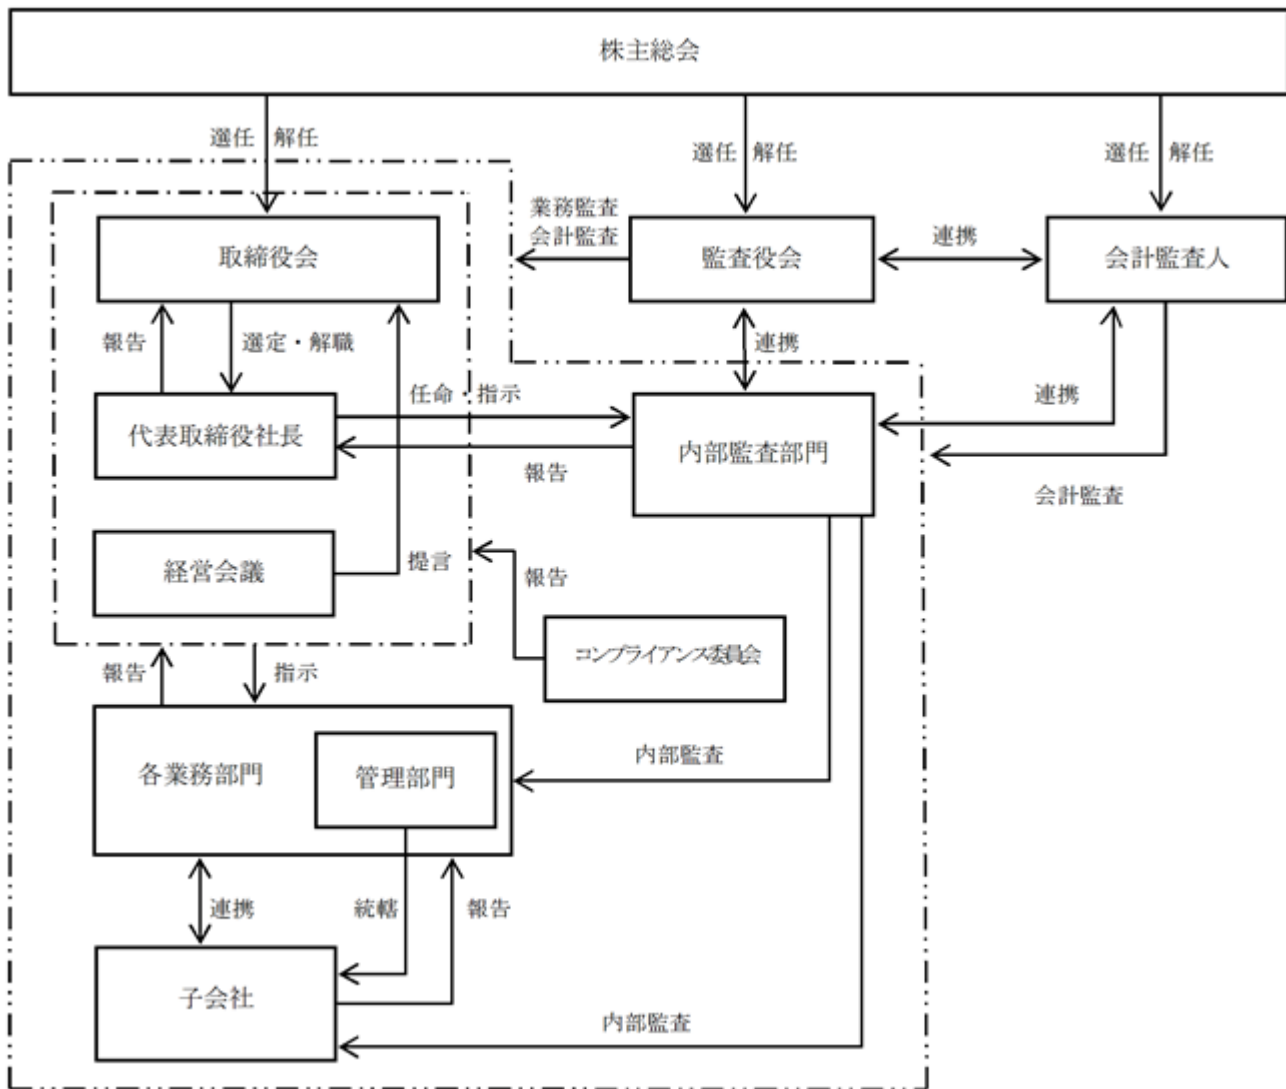 株主総会
選任 解任
選任 解任
選任 解任
業務監査
会計監査
取締役会
監査役会
連携
会計監査人
報告
選定・解職
連携
任命・指示
連携
代表取締役社長
内部監査部門
報告
会計監査
経営会議
提言
報告
コンプライアンス委員会
報告
指示
各業務部門
管理部門
内部監査
連携
統轄
報告
子会社
内部監査